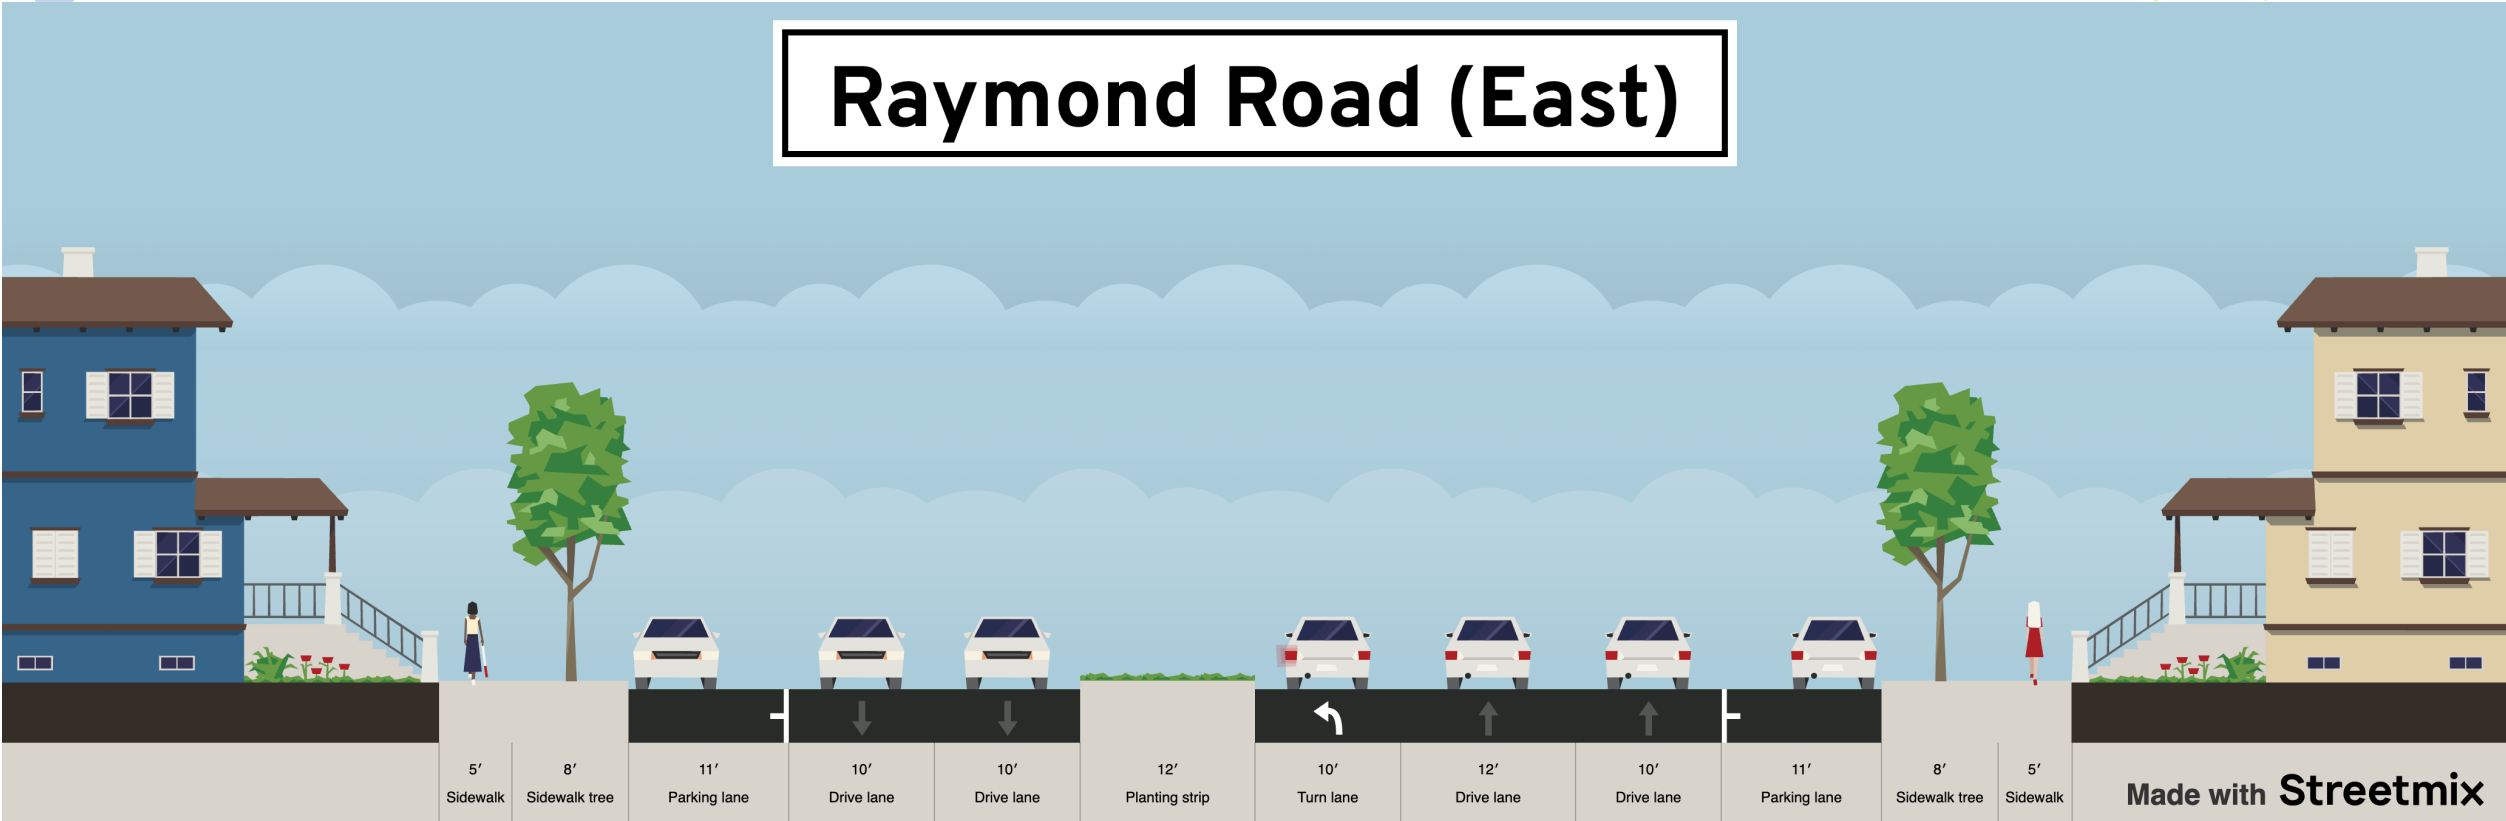 Raymond Road (East)
5′ 8′ 11′ 10′ 10′ 12′ 10′ 12′ 10′ 11′ 8′ 5′
Sidewalk Sidewalk tree Parking lane Drive lane Drive lane Planting strip Turn lane Drive lane Drive lane Parking lane Sidewalk tree Sidewalk
Made with Streetmix